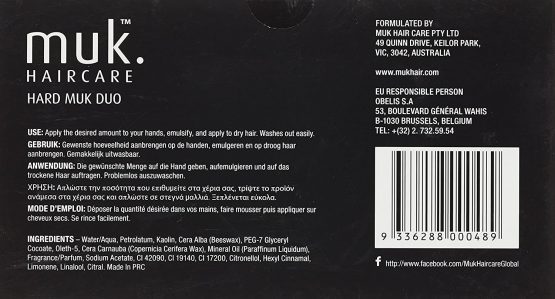 muk.™
HAIRCARE
HARD MUK DUO
USE: Apply the desired amount to your hands, emulsify, and apply to dry hair. Washes out easily.
GEBRUIK: Gewenste hoeveelheid aanbrengen op de handen, emulgeren en op droog haar
aanbrengen. Gemakkelijk uitwasbaar.
ANWENDUNG: Die gewünschte Menge auf die Hand geben, aufemulgieren und auf das
trockene Haar auftragen. Problemlos auszuwaschen.
ΧΡΗΣΗ: Απλώστε την ποσότητα που επιθυμείτε στα χέρια σας, τρίψτε το προϊόν
ανάμεσα στα χέρια σας και απλώστε σε στεγνά μαλλιά. Ξεπλένεται εύκολα.
MODE D'EMPLOI: Déposer la quantité désirée dans vos mains, faire mousser puis appliquer sur
cheveux secs. Se rince facilement.
INGREDIENTS – Water/Aqua, Petrolatum, Kaolin, Cera Alba (Beeswax), PEG-7 Glyceryl
Cocoate, Oleth-5, Cera Carnauba (Copernicia Cerifera Wax), Mineral Oil (Paraffinum Liquidum),
Fragrance/Parfum, Sodium Acetate, CI 42090, CI 19140, CI 17200, Citronellol, Hexyl Cinnamal,
Limonene, Linalool, Citral. Made In PRC
FORMULATED BY
MUK HAIR CARE PTY LTD
49 QUINN DRIVE, KEILOR PARK,
VIC, 3042, AUSTRALIA
www.mukhair.com
EU RESPONSIBLE PERSON
OBELIS S.A
53, BOULEVARD GÉNÉRAL WAHIS
B-1030 BRUSSELS, BELGIUM
TEL: +(32) 2. 732.59.54
9 336288 000489
f http://www.facebook.com/MukHaircareGlobal